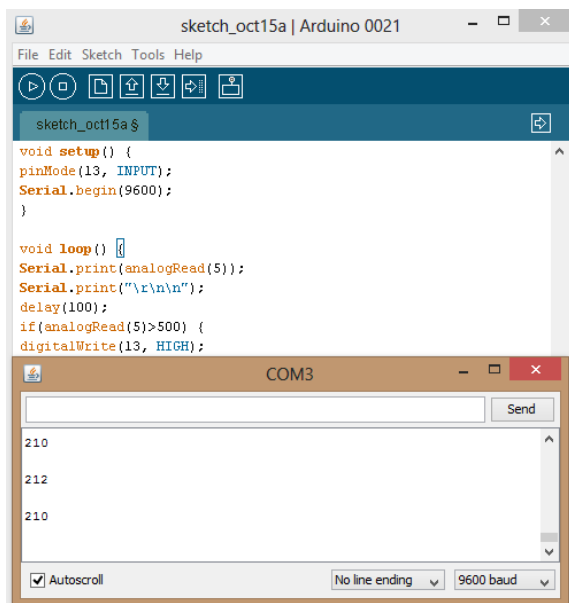 sketch_oct15a | Arduino 0021
File Edit Sketch Tools Help
sketch_oct15a §
void setup() {
pinMode(13, INPUT);
Serial.begin(9600);
}
void loop() {
Serial.print(analogRead(5));
Serial.print("\r\n\n");
delay(100);
if(analogRead(5)>500) {
digitalWrite(13, HIGH);
COM3
Send
210
212
210
Autoscroll
No line ending
9600 baud